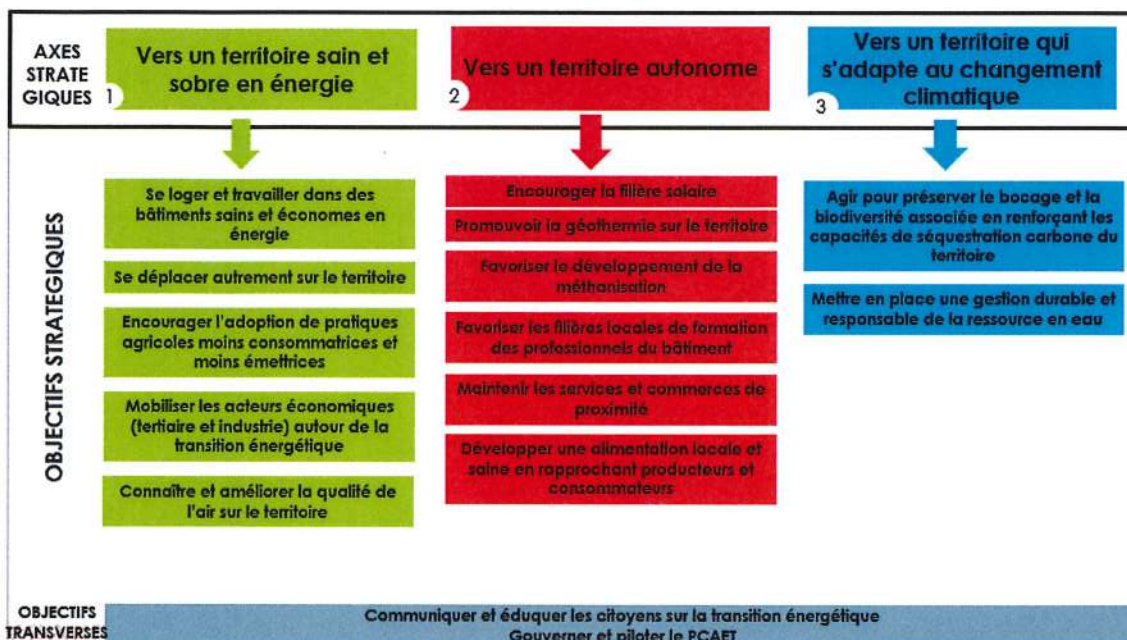 AXES
STRATE
GIQUES
1
Vers un territoire sain et
sobre en énergie
2
Vers un territoire autonome
3
Vers un territoire qui
s'adapte au changement
climatique
OBJECTIFS STRATEGIQUES
Se loger et travailler dans des
bâtiments sains et économes en
énergie
Se déplacer autrement sur le territoire
Encourager l'adoption de pratiques
agricoles moins consommatrices et
moins émettrices
Mobiliser les acteurs économiques
(tertiaire et industrie) autour de la
transition énergétique
Connaître et améliorer la qualité de
l'air sur le territoire
Encourager la filière solaire
Promouvoir la géothermie sur le territoire
Favoriser le développement de la
méthanisation
Favoriser les filières locales de formation
des professionnels du bâtiment
Maintenir les services et commerces de
proximité
Développer une alimentation locale et
saine en rapprochant producteurs et
consommateurs
Agir pour préserver le bocage et la
biodiversité associée en renforçant les
capacités de séquestration carbone du
territoire
Mettre en place une gestion durable et
responsable de la ressource en eau
OBJECTIFS
TRANSVERSES
Communiquer et éduquer les citoyens sur la transition énergétique
Gouverner et piloter le PCAET